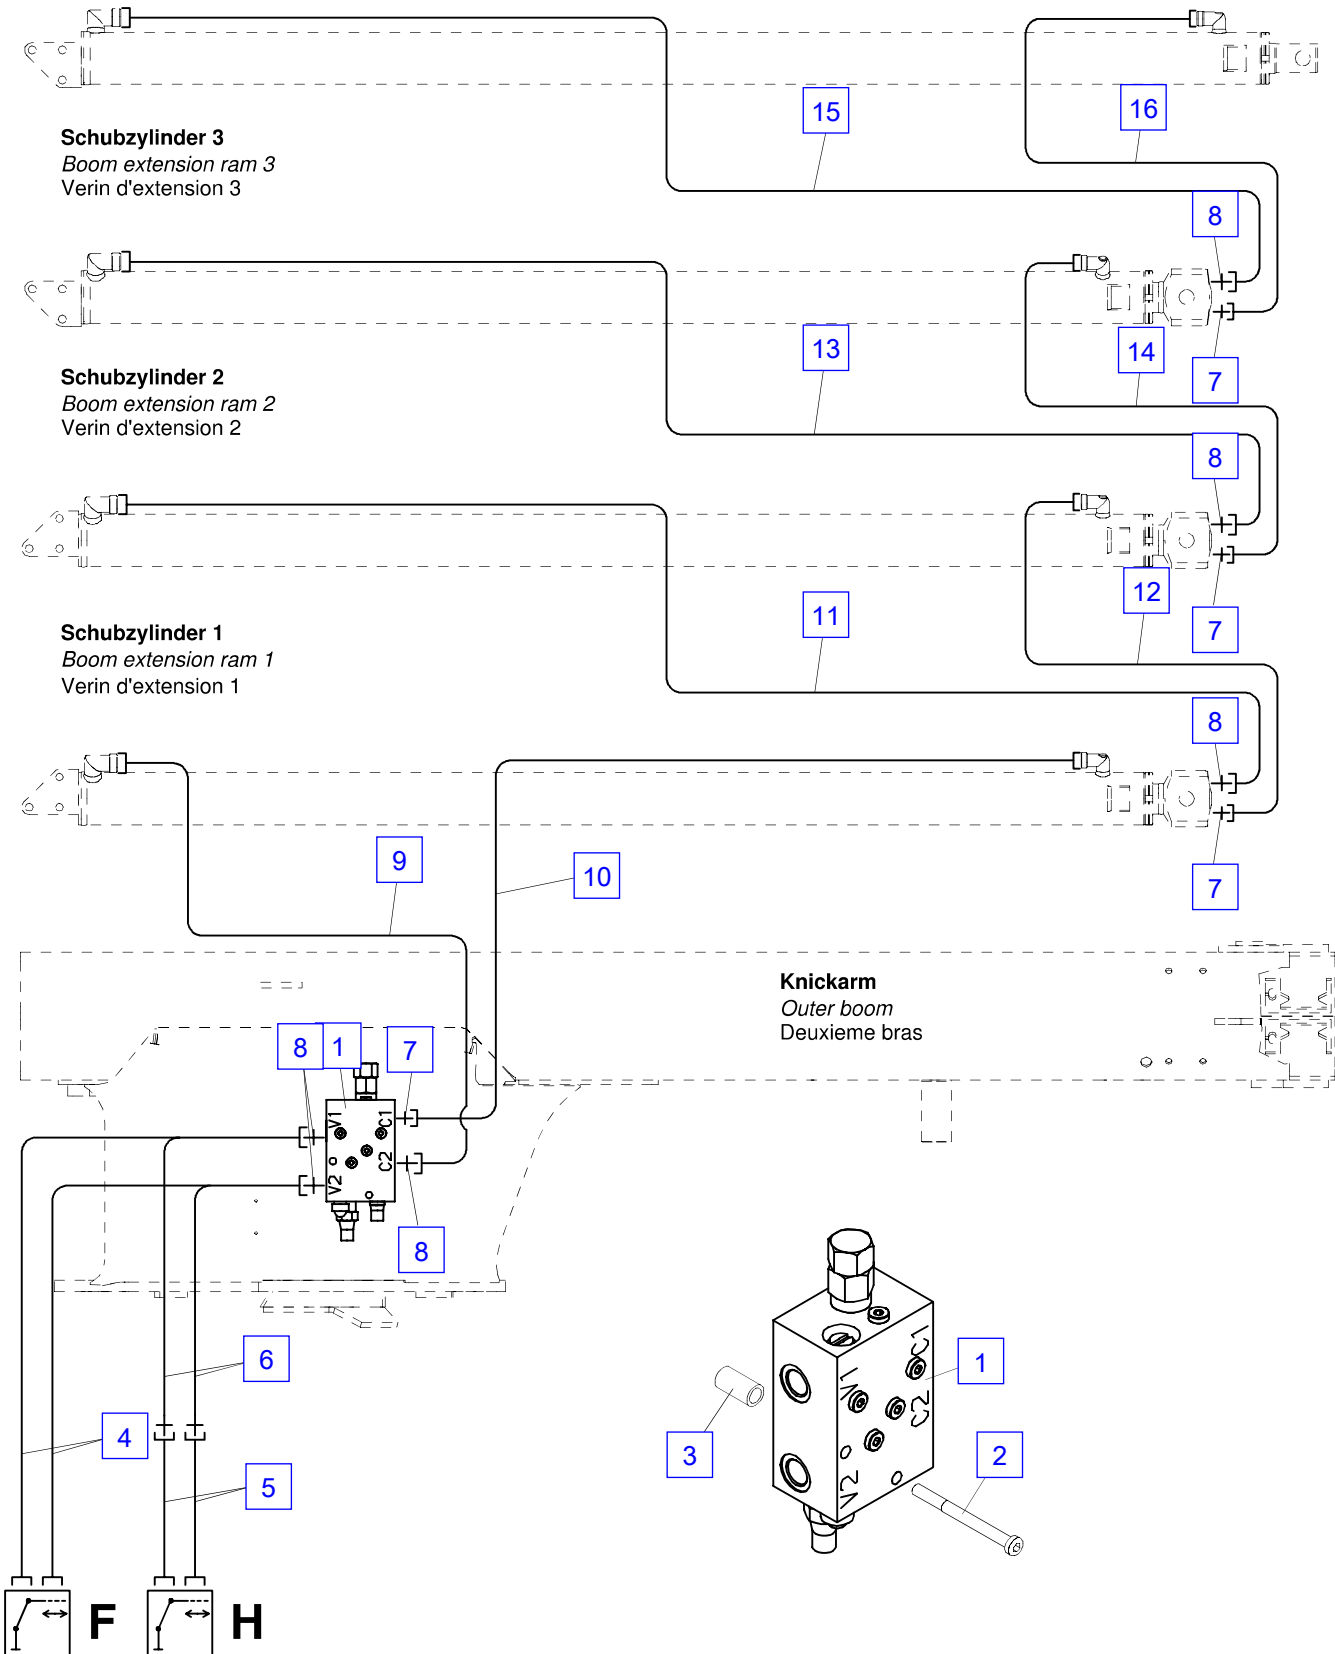 15
16
Schubzylinder 3
Boom extension ram 3
Verin d'extension 3
8
13
14
7
Schubzylinder 2
Boom extension ram 2
Verin d'extension 2
8
11
12
7
Schubzylinder 1
Boom extension ram 1
Verin d'extension 1
8
9
10
7
Knickarm
Outer boom
Deuxieme bras
8
1
7
V1
C1
C2
V2
8
6
4
5
F
H
1
C1
V1
C2
V2
3
2